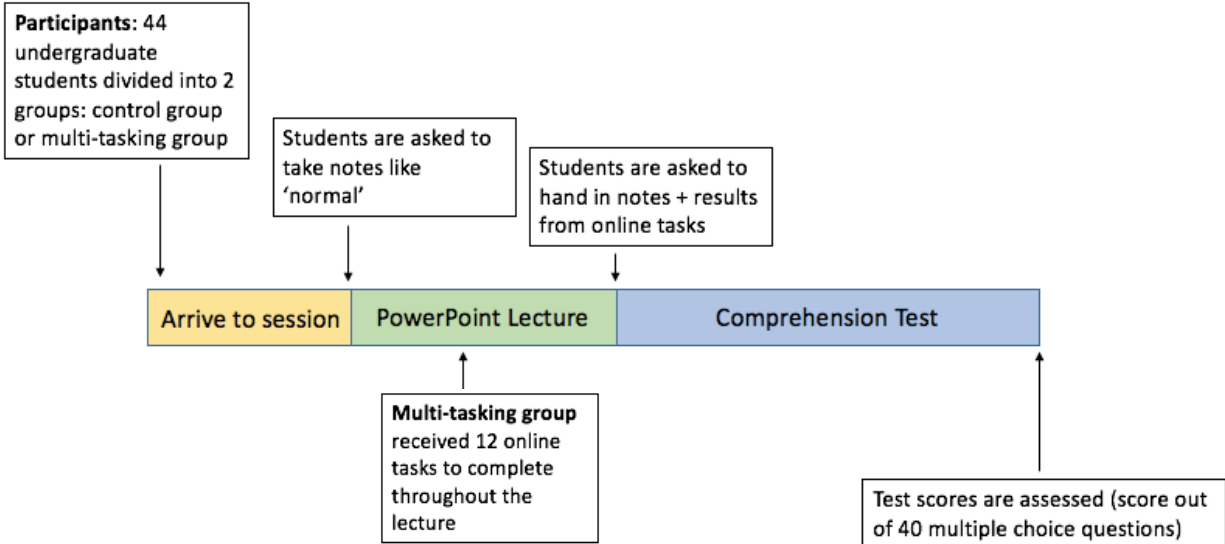 Participants: 44
undergraduate
students divided into 2
groups: control group
or multi-tasking group
Students are asked to
take notes like
‘normal’
Students are asked to
hand in notes + results
from online tasks
Arrive to session
PowerPoint Lecture
Comprehension Test
Multi-tasking group
received 12 online
tasks to complete
throughout the
lecture
Test scores are assessed (score out
of 40 multiple choice questions)